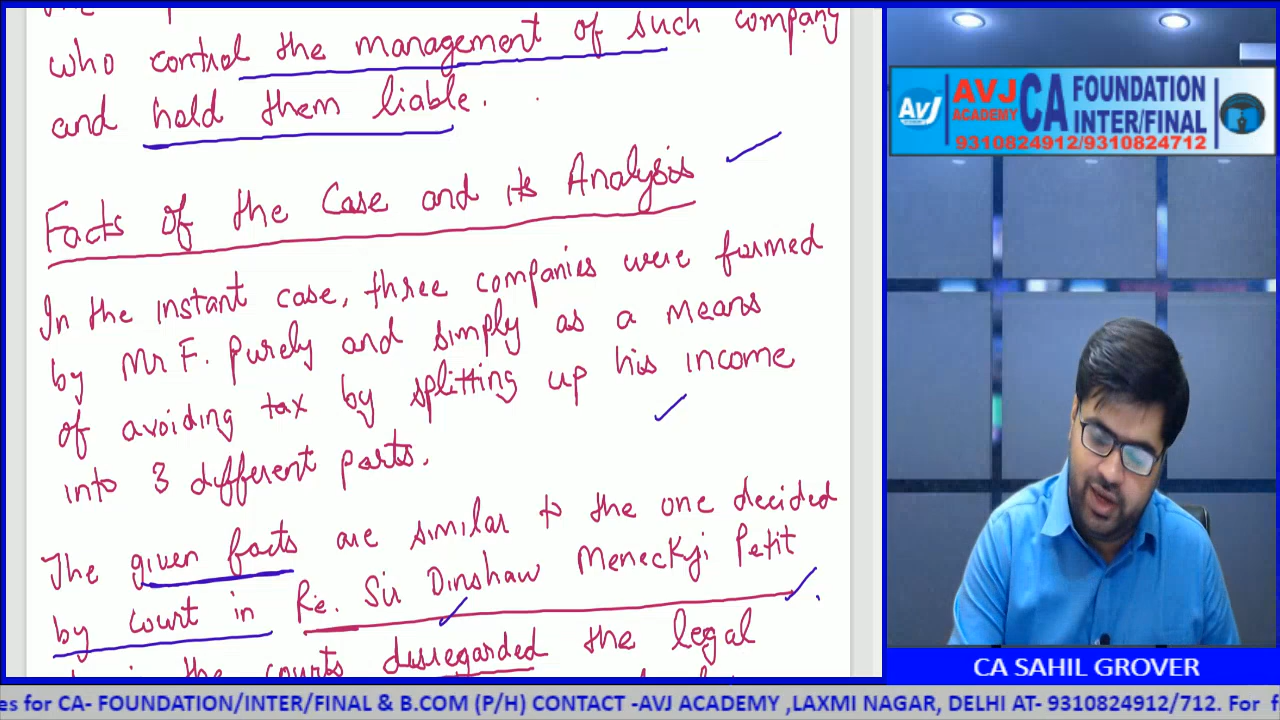 who control the management of such company
and hold them liable.
Facts of the Case and its Analysis
In the instant case, three companies were formed
by Mr F. purely and simply as a means
of avoiding tax by splitting up his income
into 3 different parts.
The given facts are similar to the one decided
by court in Re. Sir Dinshaw Meneckji Petit
the courts disregarded the legal
AVJ
AVJ
ACADEMY
CA
FOUNDATION
INTER/FINAL
9310824912/9310824712
CA SAHIL GROVER
es for CA- FOUNDATION/INTER/FINAL & B.COM (P/H) CONTACT -AVJ ACADEMY ,LAXMI NAGAR, DELHI AT- 9310824912/712. For f